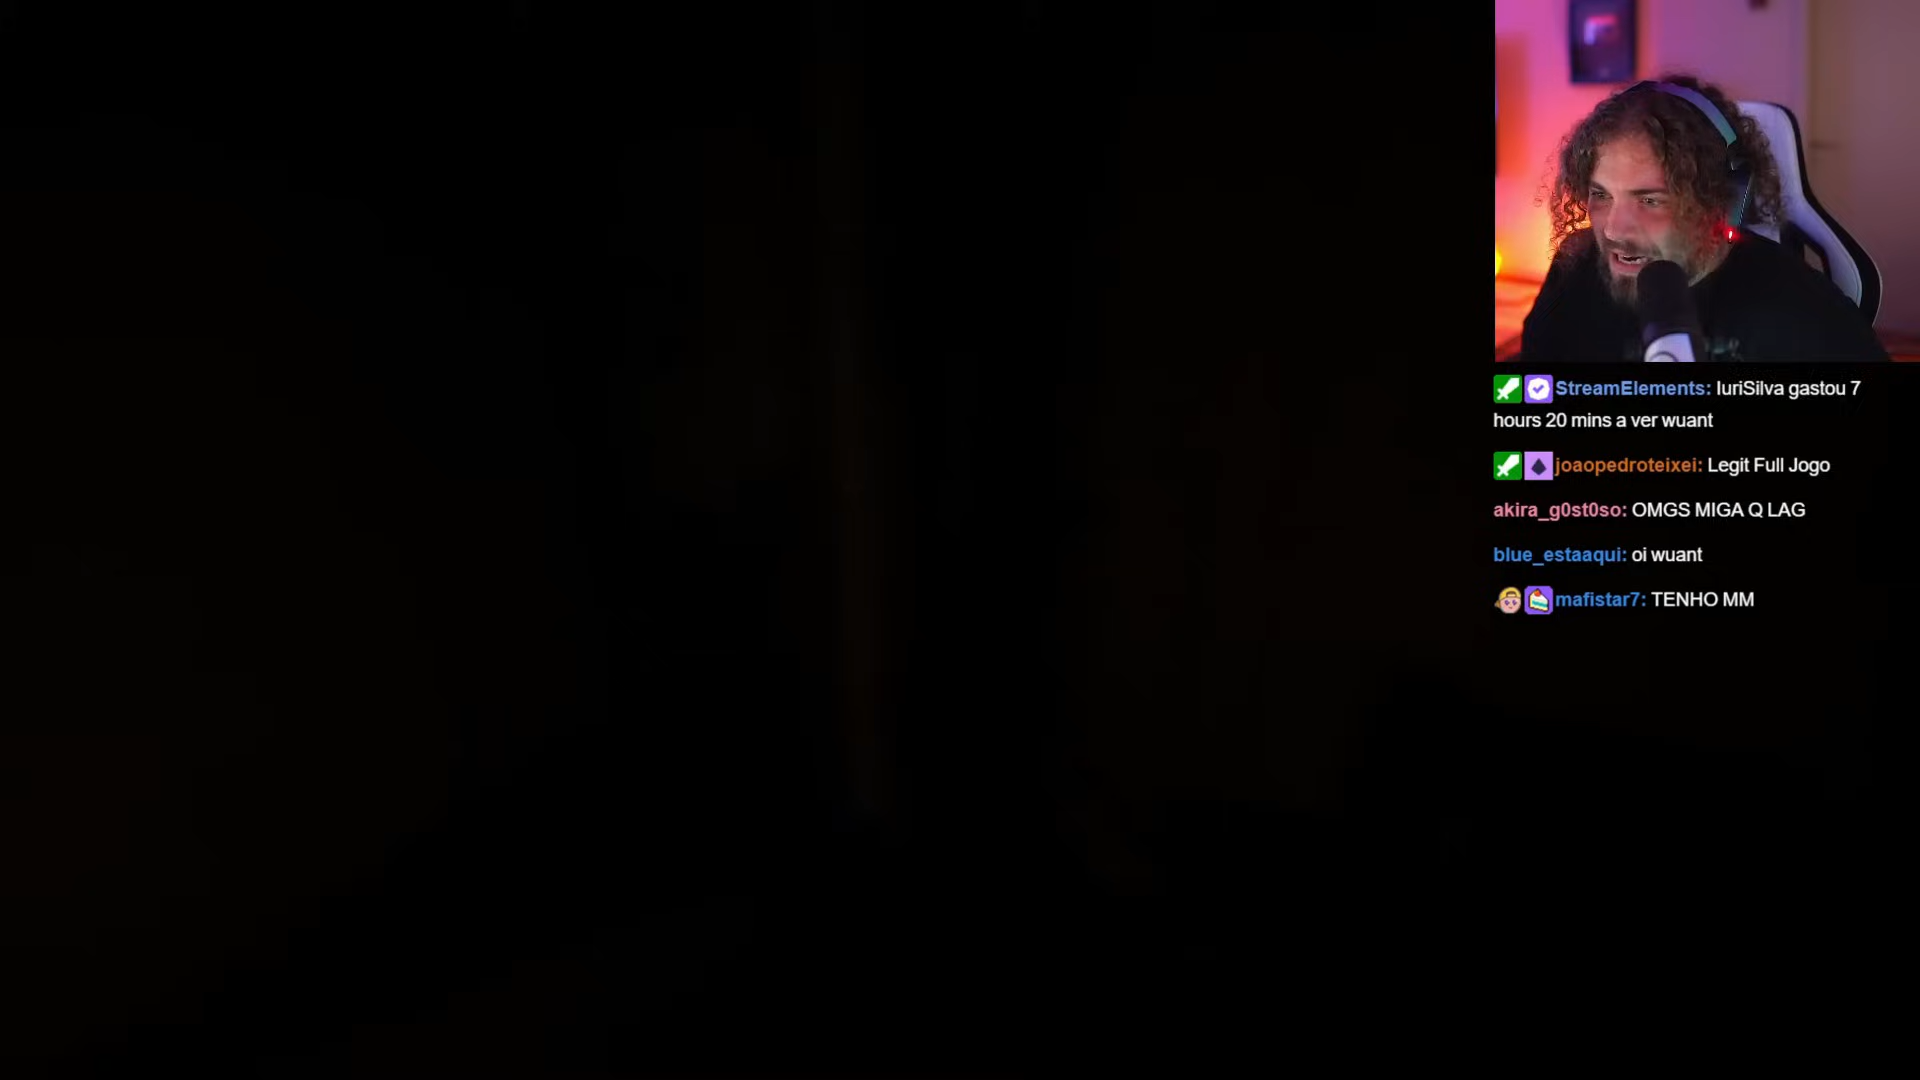 StreamElements: IuriSilva gastou 7
hours 20 mins a ver wuant
joaopedroteixei: Legit Full Jogo
akira_g0st0so: OMGS MIGA Q LAG
blue_estaaqui: oi wuant
mafistar7: TENHO MM